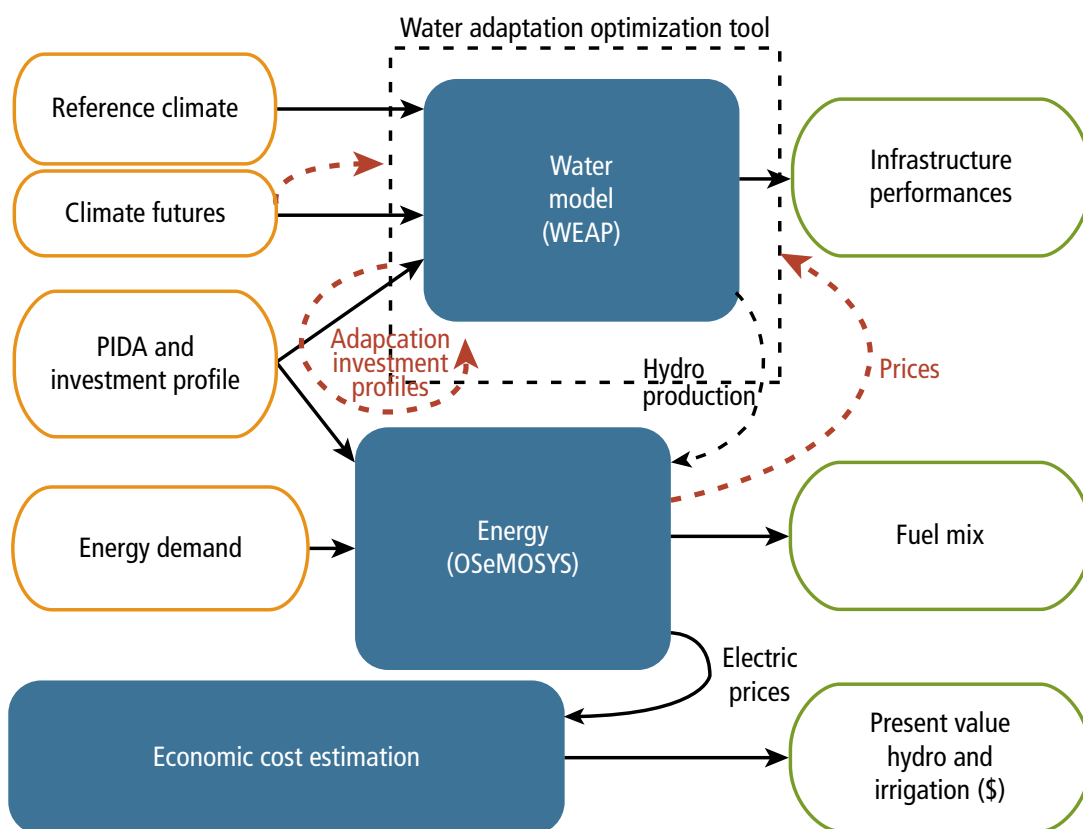 Water adaptation optimization tool
Reference climate
Climate futures
Water
model
(WEAP)
Infrastructure
performances
PIDA and
investment profile
Adapcation
investment
profiles
Hydro
production
Prices
Energy demand
Energy
(OSeMOSYS)
Fuel mix
Electric
prices
Economic cost estimation
Present value
hydro and
irrigation ($)